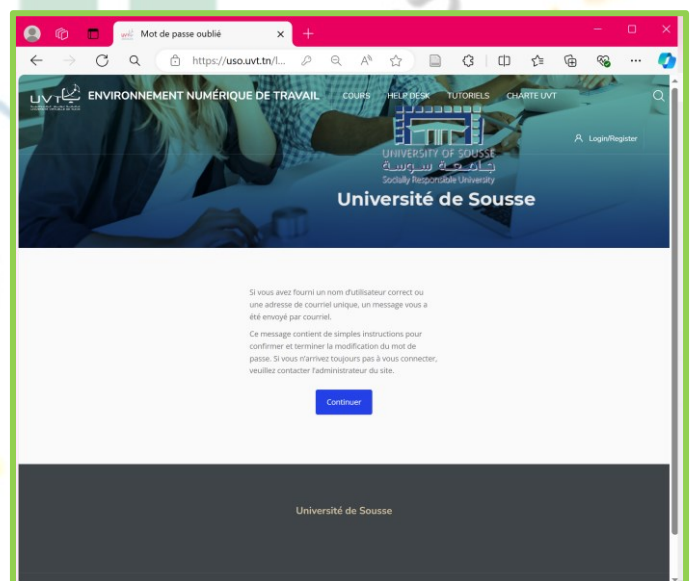 Mot de passe oublié
https://uso.uvt.tn/l...
UVT
ENVIRONNEMENT NUMÉRIQUE DE TRAVAIL
COURS HELP DESK TUTORIELS CHARTE UVT
Login/Register
UNIVERSITY OF SOUSSE
جامعة سوسة
Socially Responsible University
Université de Sousse
Si vous avez fourni un nom d'utilisateur correct ou
une adresse de courriel unique, un message vous a
été envoyé par courriel.
Ce message contient de simples instructions pour
confirmer et terminer la modification du mot de
passe. Si vous n'arrivez toujours pas à vous connecter,
veuillez contacter l'administrateur du site.
Continuer
Université de Sousse